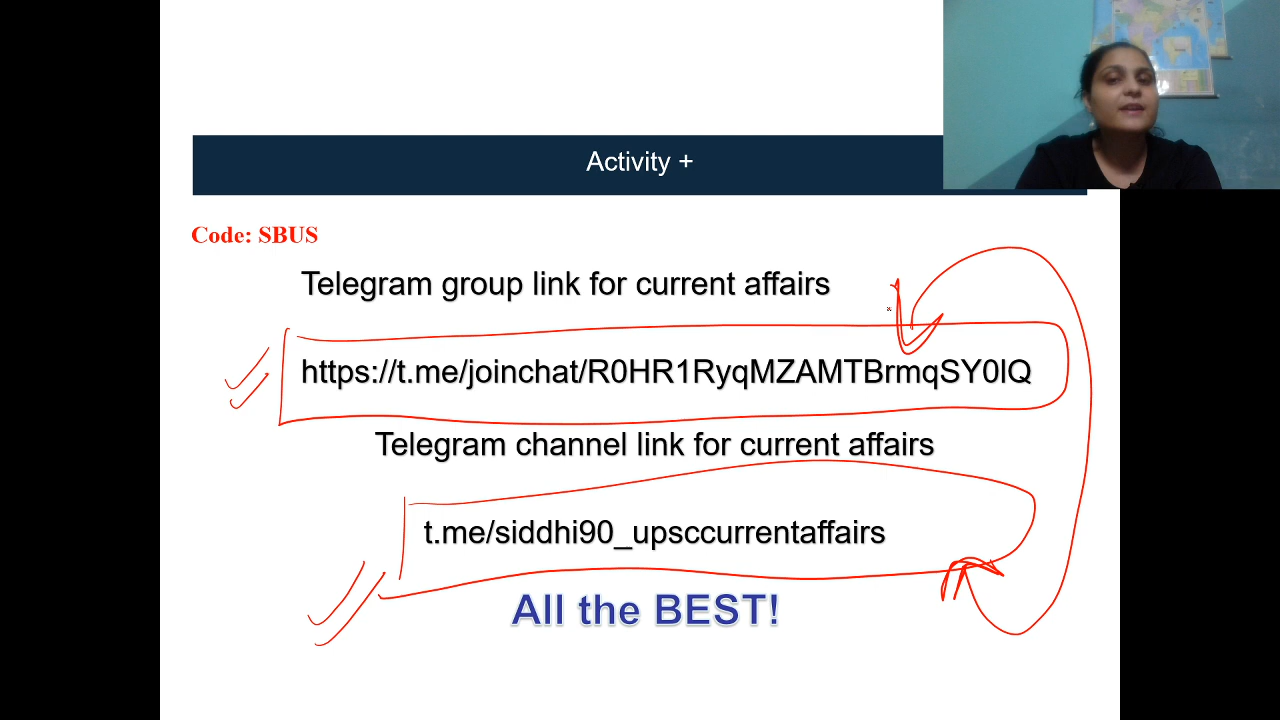 Activity +
Code: SBUS
Telegram group link for current affairs
https://t.me/joinchat/R0HR1RyqMZAMTBrmqSY0lQ
Telegram channel link for current affairs
t.me/siddhi90_upsccurrentaffairs
All the BEST!